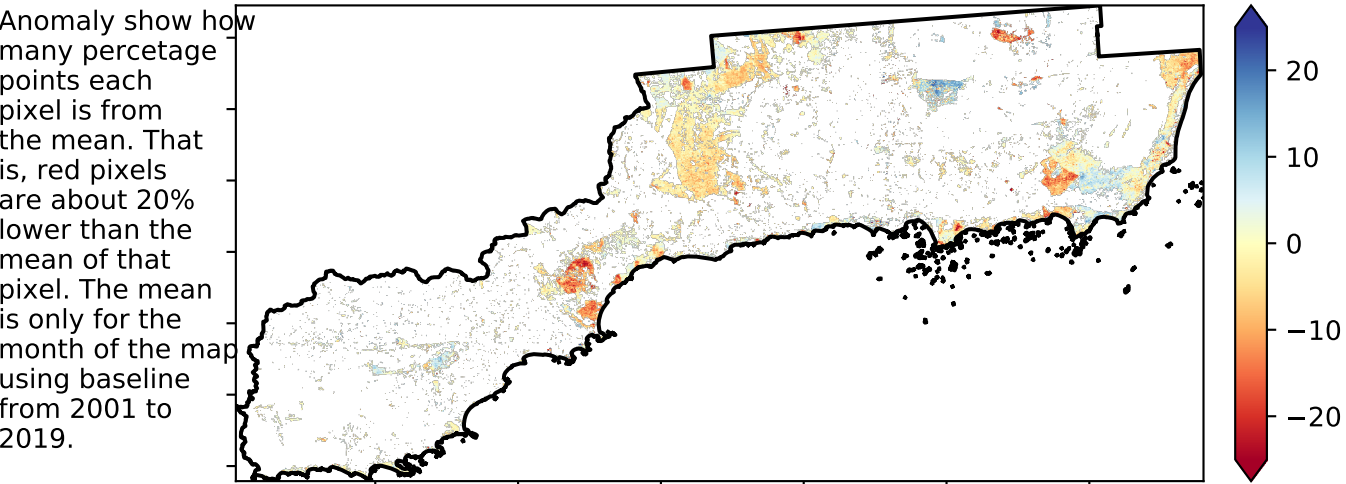 Anomaly show how
many percetage
points each
pixel is from
the mean. That
is, red pixels
are about 20%
lower than the
mean of that
pixel. The mean
is only for the
month of the map
using baseline
from 2001 to
2019.
20
10
0
−10
−20